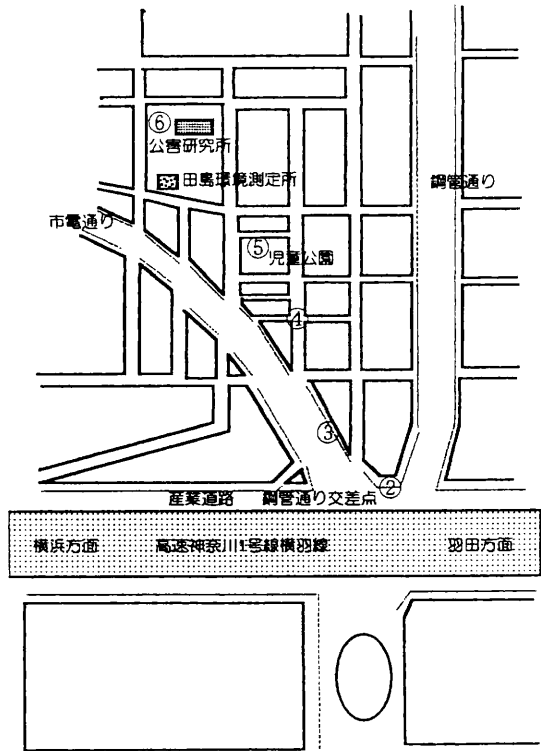 ⑥
公害研究所
田島環境測定所
鋼管通り
市電通り
⑤
児童公園
④
③
②
産業道路 鋼管通り交差点
横浜方面 高速神奈川1号線横羽線 羽田方面